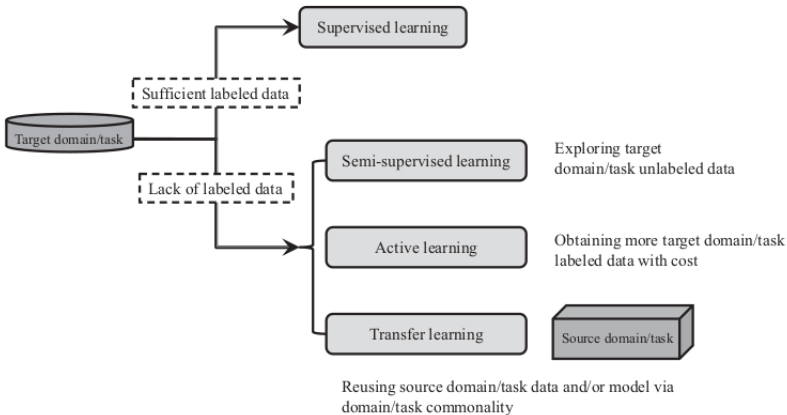 Supervised learning
Sufficient labeled data
Target domain/task
Lack of labeled data
Semi-supervised learning
Exploring target
domain/task unlabeled data
Active learning
Obtaining more target domain/task
labeled data with cost
Transfer learning
Source domain/task
Reusing source domain/task data and/or model via
domain/task commonality